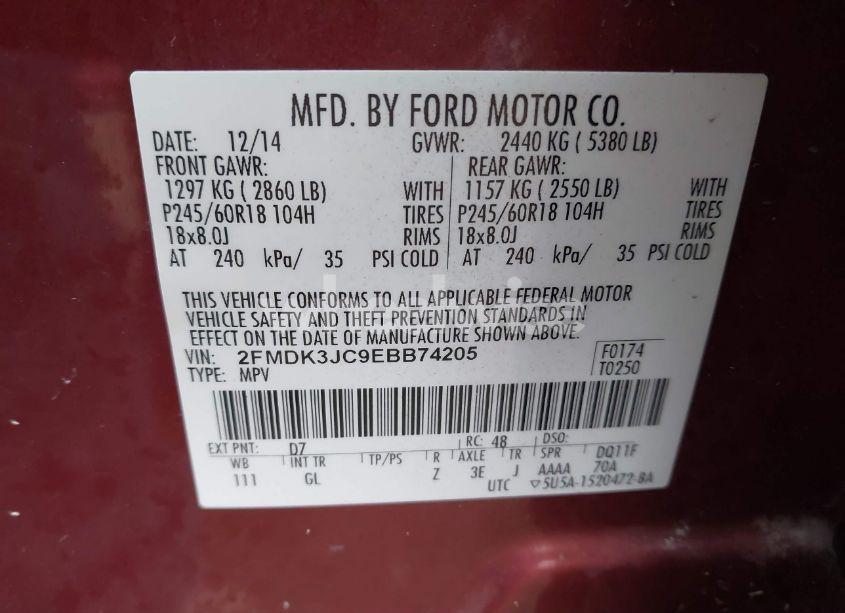 MFD. BY FORD MOTOR CO.
DATE: 12/14 GVWR: 2440 KG ( 5380 LB)
FRONT GAWR: REAR GAWR:
1297 KG ( 2860 LB) WITH 1157 KG ( 2550 LB) WITH
P245/60R18 104H TIRES P245/60R18 104H TIRES
18x8.0J RIMS 18x8.0J RIMS
AT 240 kPa/ 35 PSI COLD AT 240 kPa/ 35 PSI COLD
THIS VEHICLE CONFORMS TO ALL APPLICABLE FEDERAL MOTOR
VEHICLE SAFETY AND THEFT PREVENTION STANDARDS IN
EFFECT ON THE DATE OF MANUFACTURE SHOWN ABOVE.
VIN: 2FMDK3JC9EBB74205 F0174
TYPE: MPV T0250
EXT PNT: D7 RC: 48 DSO:
WB INT TR TP/PS R AXLE TR SPR DQ11F
111 GL Z 3E J AAAA 70A
UTC ▽5U5A-1520472-BA